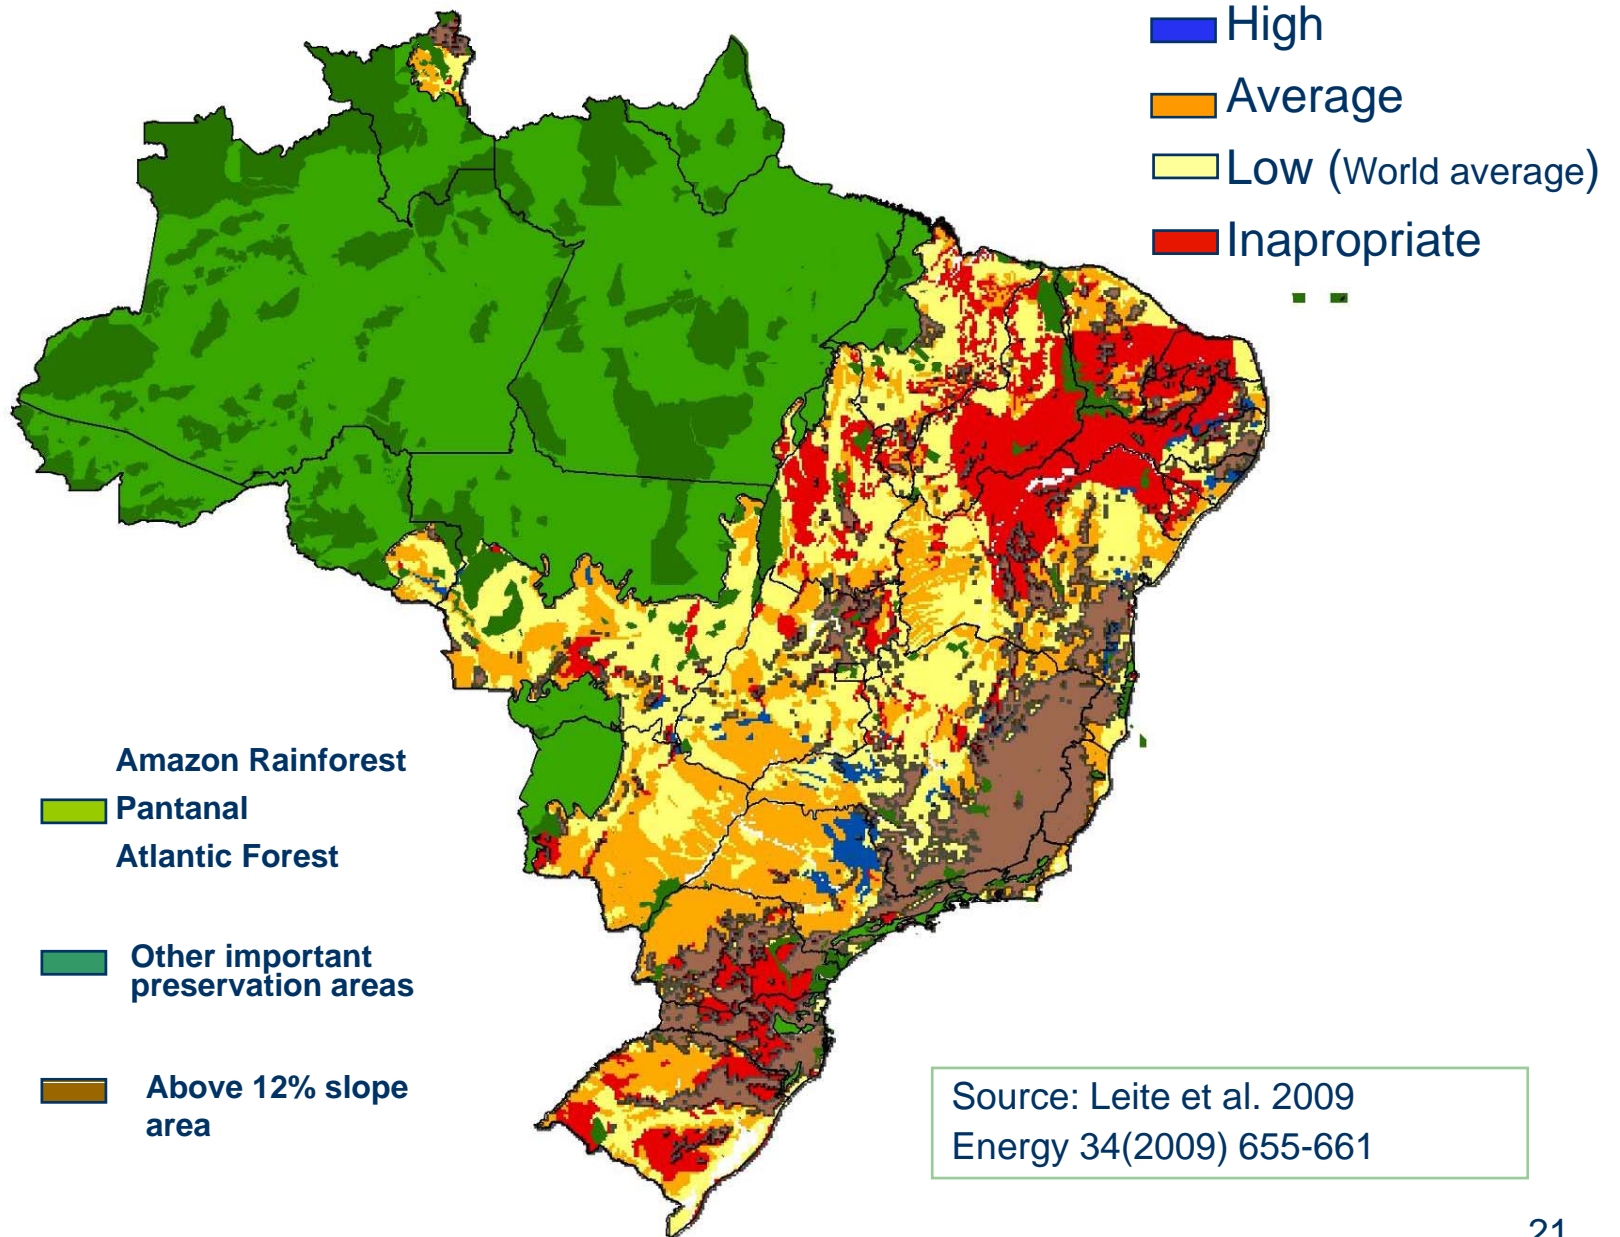 High
Average
Low (World average)
Inapropriate
Amazon Rainforest
Pantanal
Atlantic Forest
Other important
preservation areas
Above 12% slope
area
Source: Leite et al. 2009
Energy 34(2009) 655-661
21